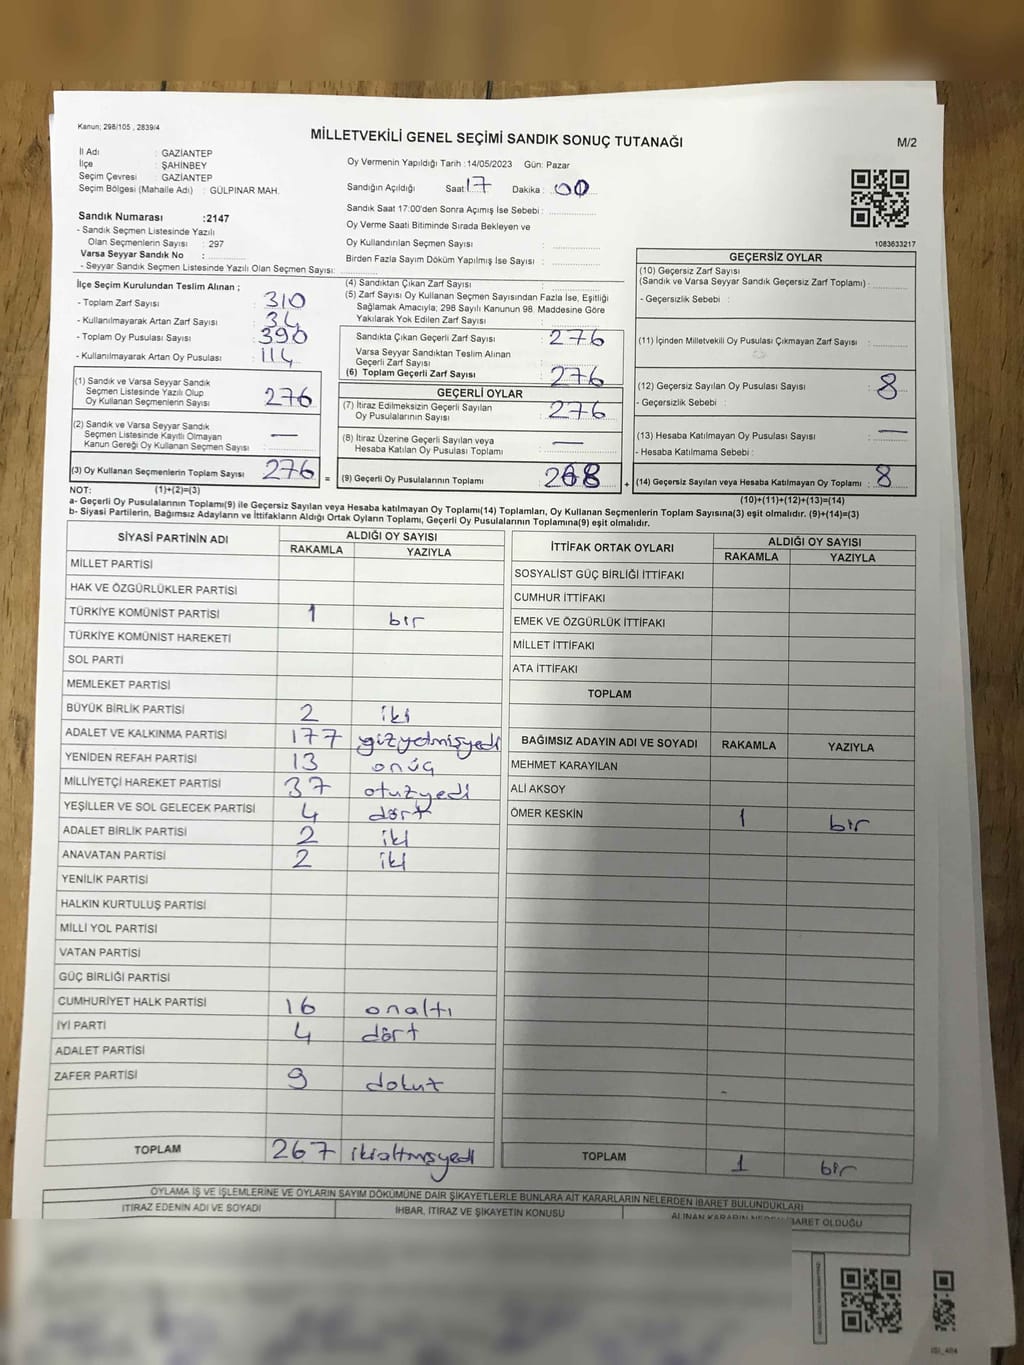 Kanun; 298/105 , 2839/4
MİLLETVEKİLİ GENEL SEÇİMİ SANDIK SONUÇ TUTANAĞI
M/2
İl Adı : GAZİANTEP
İlçe : ŞAHİNBEY
Seçim Çevresi : GAZİANTEP
Seçim Bölgesi (Mahalle Adı) : GÜLPINAR MAH.
Oy Vermenin Yapıldığı Tarih :14/05/2023 Gün: Pazar
Sandığın Açıldığı Saat 17 Dakika : 00
Sandık Saat 17:00'den Sonra Açımış İse Sebebi :
Oy Verme Saati Bitiminde Sırada Bekleyen ve
Oy Kullandırılan Seçmen Sayısı :
Birden Fazla Sayım Döküm Yapılmış İse Sayısı :
1083633217
Sandık Numarası :2147
- Sandık Seçmen Listesinde Yazılı
Olan Seçmenlerin Sayısı : 297
Varsa Seyyar Sandık No :
- Seyyar Sandık Seçmen Listesinde Yazılı Olan Seçmen Sayısı:
İlçe Seçim Kurulundan Teslim Alınan ;
- Toplam Zarf Sayısı : 310
- Kullanılmayarak Artan Zarf Sayısı : 34
- Toplam Oy Pusulası Sayısı : 390
- Kullanılmayarak Artan Oy Pusulası : 114
(1) Sandık ve Varsa Seyyar Sandık
Seçmen Listesinde Yazılı Olup
Oy Kullanan Seçmenlerin Sayısı : 276
(2) Sandık ve Varsa Seyyar Sandık
Seçmen Listesinde Kayıtlı Olmayan
Kanun Gereği Oy Kullanan Seçmen Sayısı : —
(3) Oy Kullanan Seçmenlerin Toplam Sayısı : 276 =
(4) Sandıktan Çıkan Zarf Sayısı :
(5) Zarf Sayısı Oy Kullanan Seçmen Sayısından Fazla İse, Eşitliği
Sağlamak Amacıyla; 298 Sayılı Kanunun 98. Maddesine Göre
Yakılarak Yok Edilen Zarf Sayısı :
Sandıkta Çıkan Geçerli Zarf Sayısı : 276
Varsa Seyyar Sandıktan Teslim Alınan
Geçerli Zarf Sayısı :
(6) Toplam Geçerli Zarf Sayısı : 276
GEÇERLİ OYLAR
(7) İtiraz Edilmeksizin Geçerli Sayılan
Oy Pusulalarının Sayısı : 276
(8) İtiraz Üzerine Geçerli Sayılan veya
Hesaba Katılan Oy Pusulası Toplamı : —
(9) Geçerli Oy Pusulalarının Toplamı : 268 +
GEÇERSİZ OYLAR
(10) Geçersiz Zarf Sayısı
(Sandık ve Varsa Seyyar Sandık Geçersiz Zarf Toplamı) :
- Geçersizlik Sebebi :
(11) İçinden Milletvekili Oy Pusulası Çıkmayan Zarf Sayısı :
(12) Geçersiz Sayılan Oy Pusulası Sayısı : 8
- Geçersizlik Sebebi :
(13) Hesaba Katılmayan Oy Pusulası Sayısı : —
- Hesaba Katılmama Sebebi :
(14) Geçersiz Sayılan veya Hesaba Katılmayan Oy Toplamı : 8
NOT: (1)+(2)=(3)
(10)+(11)+(12)+(13)=(14)
a- Geçerli Oy Pusulalarının Toplamı(9) ile Geçersiz Sayılan veya Hesaba katılmayan Oy Toplamı(14) Toplamları, Oy Kullanan Seçmenlerin Toplam Sayısına(3) eşit olmalıdır. (9)+(14)=(3)
b- Siyasi Partilerin, Bağımsız Adayların ve İttifakların Aldığı Ortak Oyların Toplamı, Geçerli Oy Pusulalarının Toplamına(9) eşit olmalıdır.
SİYASİ PARTİNİN ADI ALDIĞI OY SAYISI
RAKAMLA YAZIYLA
MİLLET PARTİSİ
HAK VE ÖZGÜRLÜKLER PARTİSİ
TÜRKİYE KOMÜNİST PARTİSİ 1 bir
TÜRKİYE KOMÜNİST HAREKETİ
SOL PARTİ
MEMLEKET PARTİSİ
BÜYÜK BİRLİK PARTİSİ 2 iki
ADALET VE KALKINMA PARTİSİ 177 yüzyetmişyedi
YENİDEN REFAH PARTİSİ 13 onüç
MİLLİYETÇİ HAREKET PARTİSİ 37 otuzyedi
YEŞİLLER VE SOL GELECEK PARTİSİ 4 dört
ADALET BİRLİK PARTİSİ 2 iki
ANAVATAN PARTİSİ 2 iki
YENİLİK PARTİSİ
HALKIN KURTULUŞ PARTİSİ
MİLLİ YOL PARTİSİ
VATAN PARTİSİ
GÜÇ BİRLİĞİ PARTİSİ
CUMHURİYET HALK PARTİSİ 16 onaltı
İYİ PARTİ 4 dört
ADALET PARTİSİ
ZAFER PARTİSİ 9 dokuz
TOPLAM 267 ikialtmışyedi
İTTİFAK ORTAK OYLARI ALDIĞI OY SAYISI
RAKAMLA YAZIYLA
SOSYALİST GÜÇ BİRLİĞİ İTTİFAKI
CUMHUR İTTİFAKI
EMEK VE ÖZGÜRLÜK İTTİFAKI
MİLLET İTTİFAKI
ATA İTTİFAKI
TOPLAM
BAĞIMSIZ ADAYIN ADI VE SOYADI RAKAMLA YAZIYLA
MEHMET KARAYILAN
ALİ AKSOY
ÖMER KESKİN 1 bir
TOPLAM 1 bir
OYLAMA İŞ VE İŞLEMLERİNE VE OYLARIN SAYIM DÖKÜMÜNE DAİR ŞİKAYETLERLE BUNLARA AİT KARARLARIN NELERDEN İBARET BULUNDUKLARI
İTİRAZ EDENİN ADI VE SOYADI İHBAR, İTİRAZ VE ŞİKAYETİN KONUSU